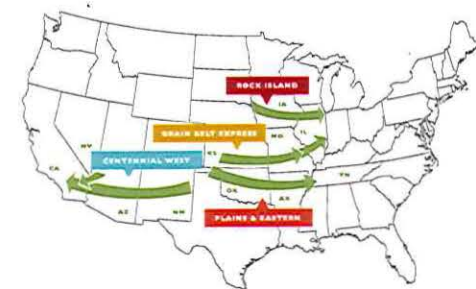 ROCK ISLAND
IA
GRAIN BELT EXPRESS
MO
IL
NV
CENTENNIAL WEST
KS
CA
TN
OK
AR
AZ
NM
PLAINS & EASTERN